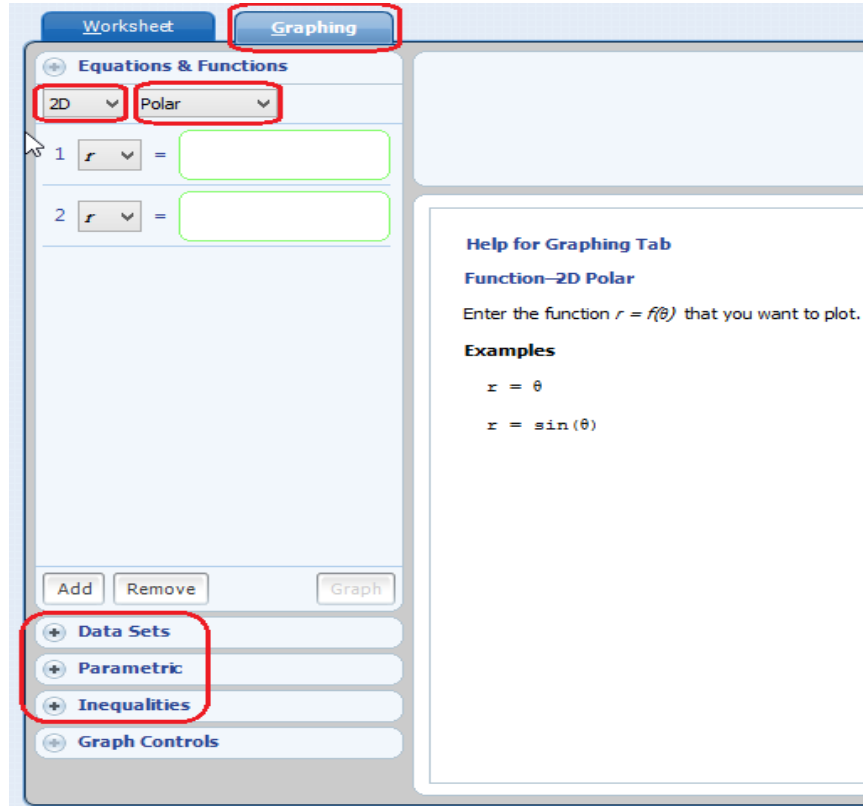 Worksheet Graphing
Equations & Functions
2D Polar
1 r =
2 r =
Add Remove Graph
Data Sets
Parametric
Inequalities
Graph Controls
Help for Graphing Tab
Function—2D Polar
Enter the function r = f(θ) that you want to plot.
Examples
r = θ
r = sin(θ)